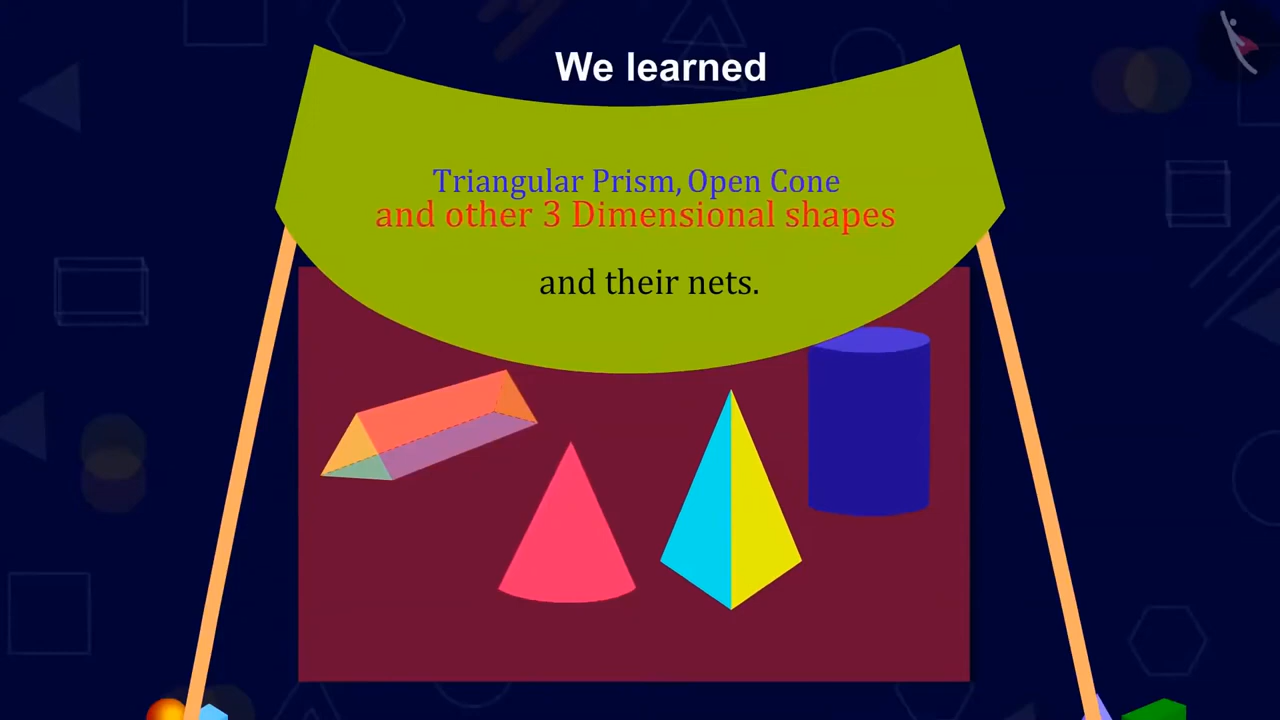 We learned
Triangular Prism, Open Cone
and other 3 Dimensional shapes
and their nets.